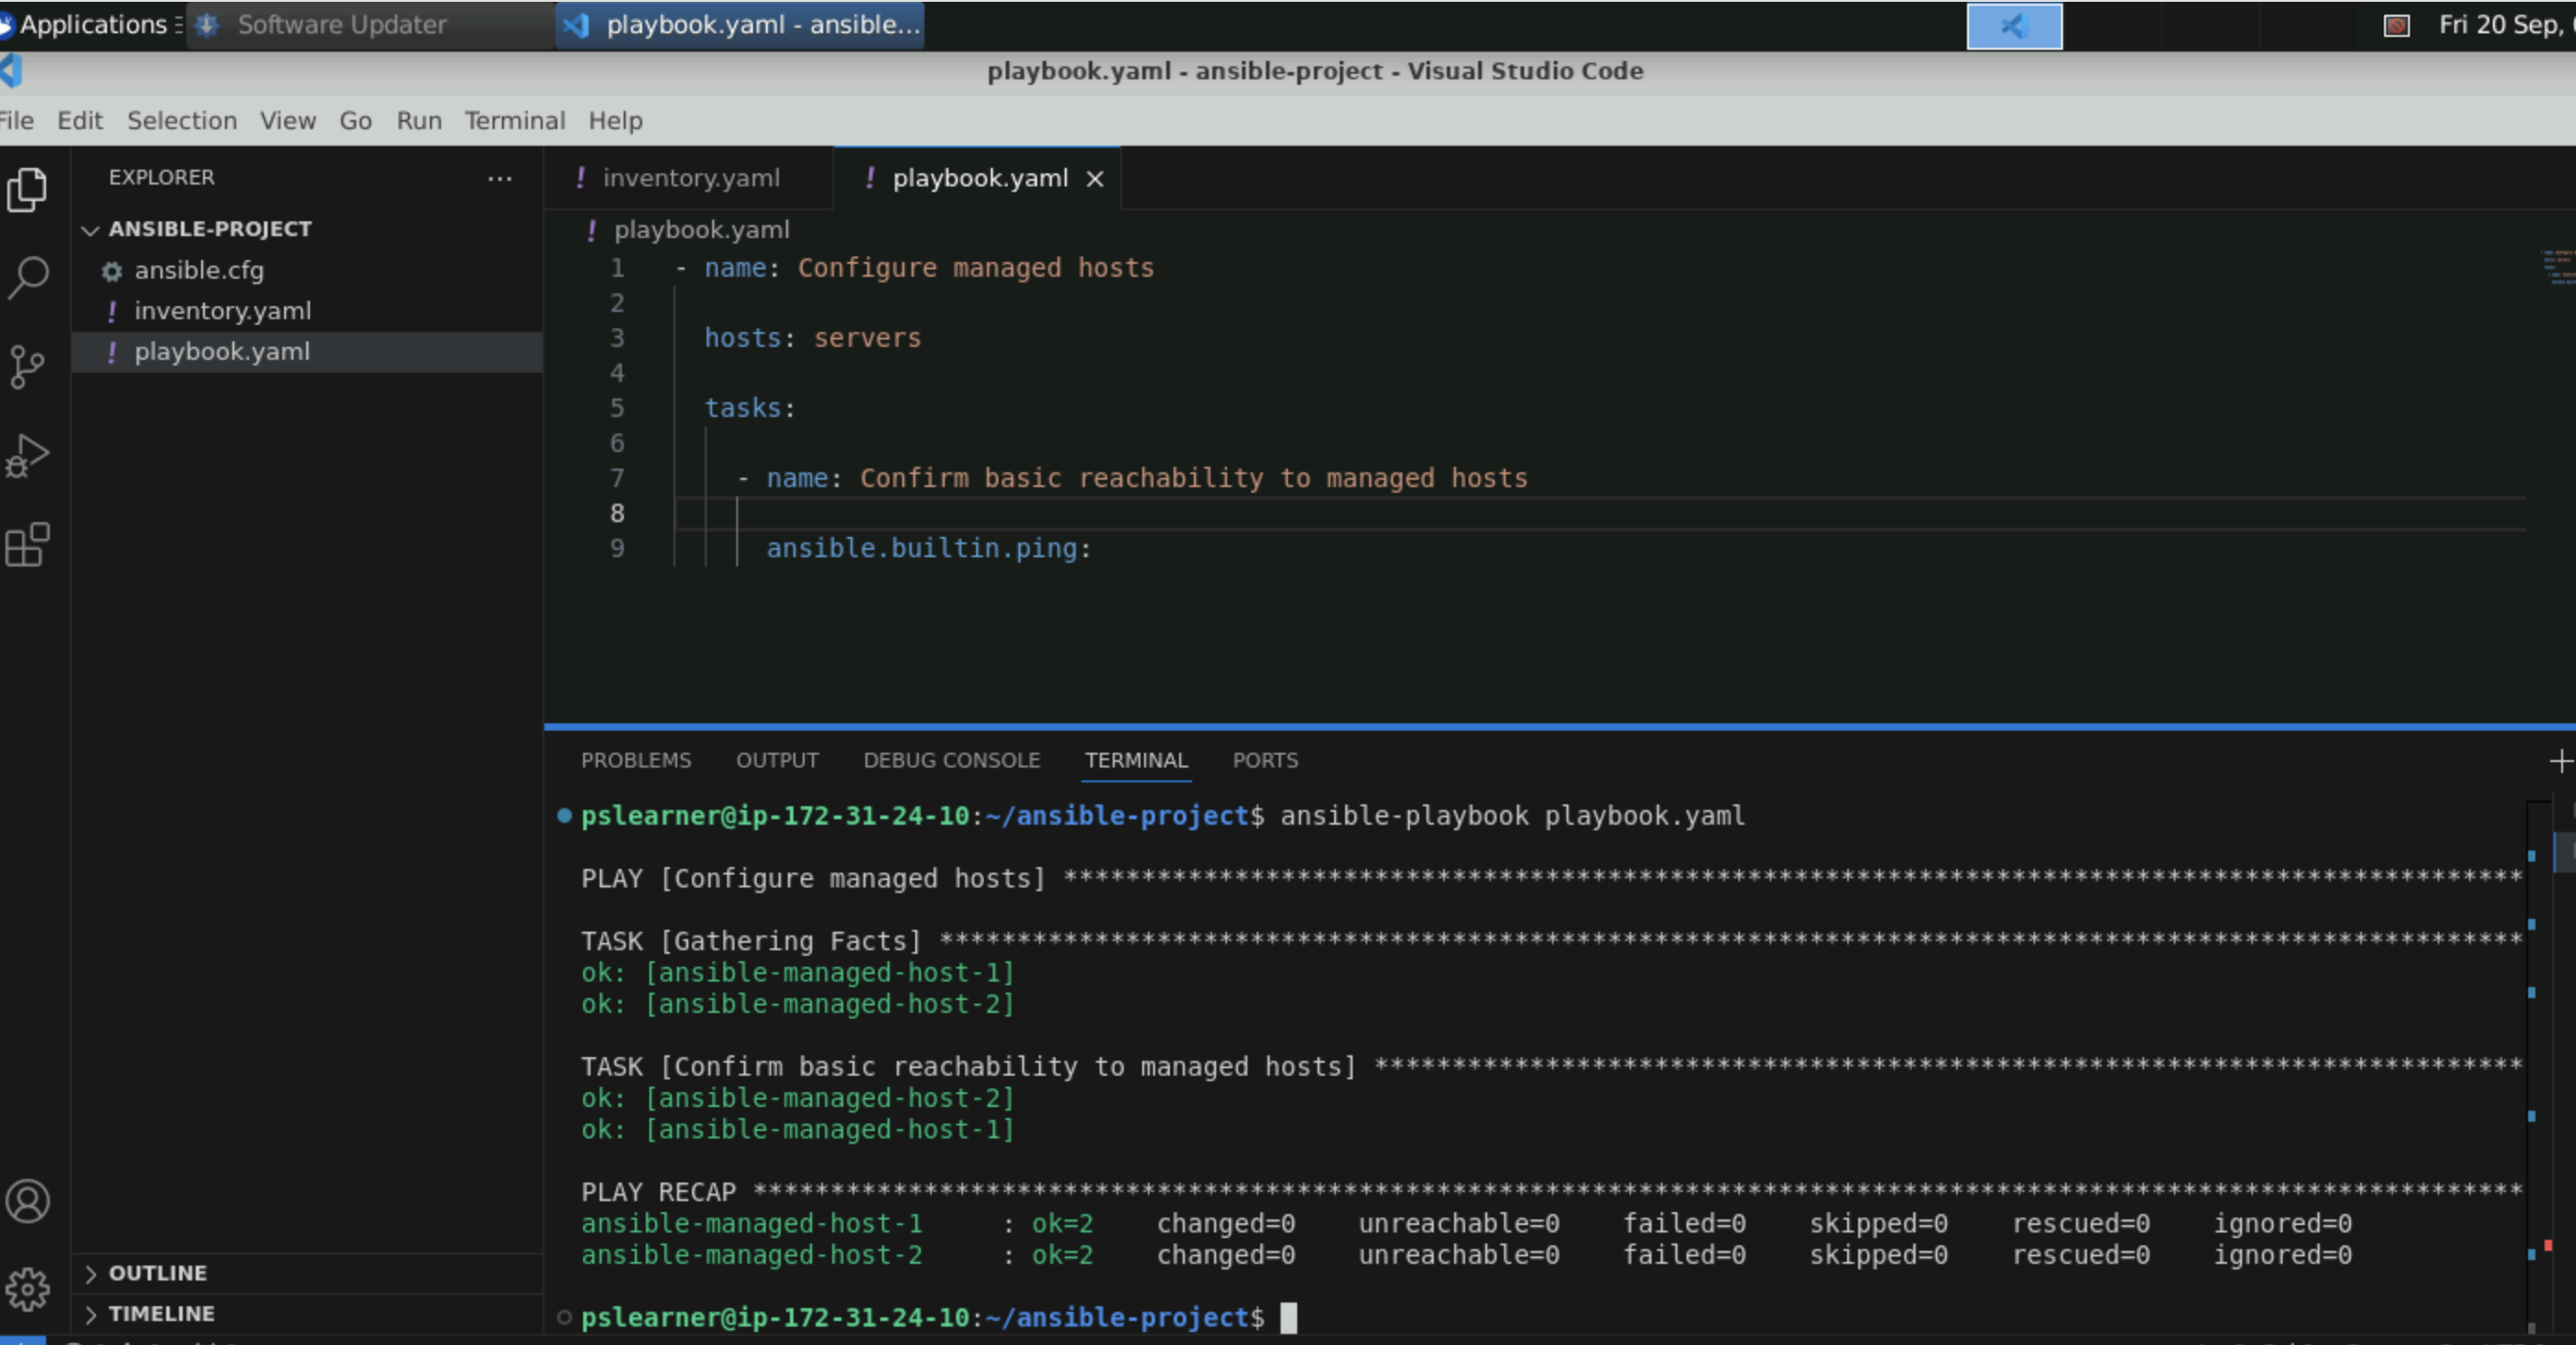 Applications Software Updater playbook.yaml - ansible... Fri 20 Sep,
playbook.yaml - ansible-project - Visual Studio Code
File Edit Selection View Go Run Terminal Help
EXPLORER ...
ANSIBLE-PROJECT
ansible.cfg
! inventory.yaml
! playbook.yaml
OUTLINE
TIMELINE
! inventory.yaml ! playbook.yaml ×
! playbook.yaml
1 - name: Configure managed hosts
2
3 hosts: servers
4
5 tasks:
6
7 - name: Confirm basic reachability to managed hosts
8
9 ansible.builtin.ping:
PROBLEMS OUTPUT DEBUG CONSOLE TERMINAL PORTS
pslearner@ip-172-31-24-10:~/ansible-project$ ansible-playbook playbook.yaml
PLAY [Configure managed hosts] **********************************************************************************************
TASK [Gathering Facts] ******************************************************************************************************
ok: [ansible-managed-host-1]
ok: [ansible-managed-host-2]
TASK [Confirm basic reachability to managed hosts] **************************************************************************
ok: [ansible-managed-host-2]
ok: [ansible-managed-host-1]
PLAY RECAP ******************************************************************************************************************
ansible-managed-host-1 : ok=2 changed=0 unreachable=0 failed=0 skipped=0 rescued=0 ignored=0
ansible-managed-host-2 : ok=2 changed=0 unreachable=0 failed=0 skipped=0 rescued=0 ignored=0
pslearner@ip-172-31-24-10:~/ansible-project$